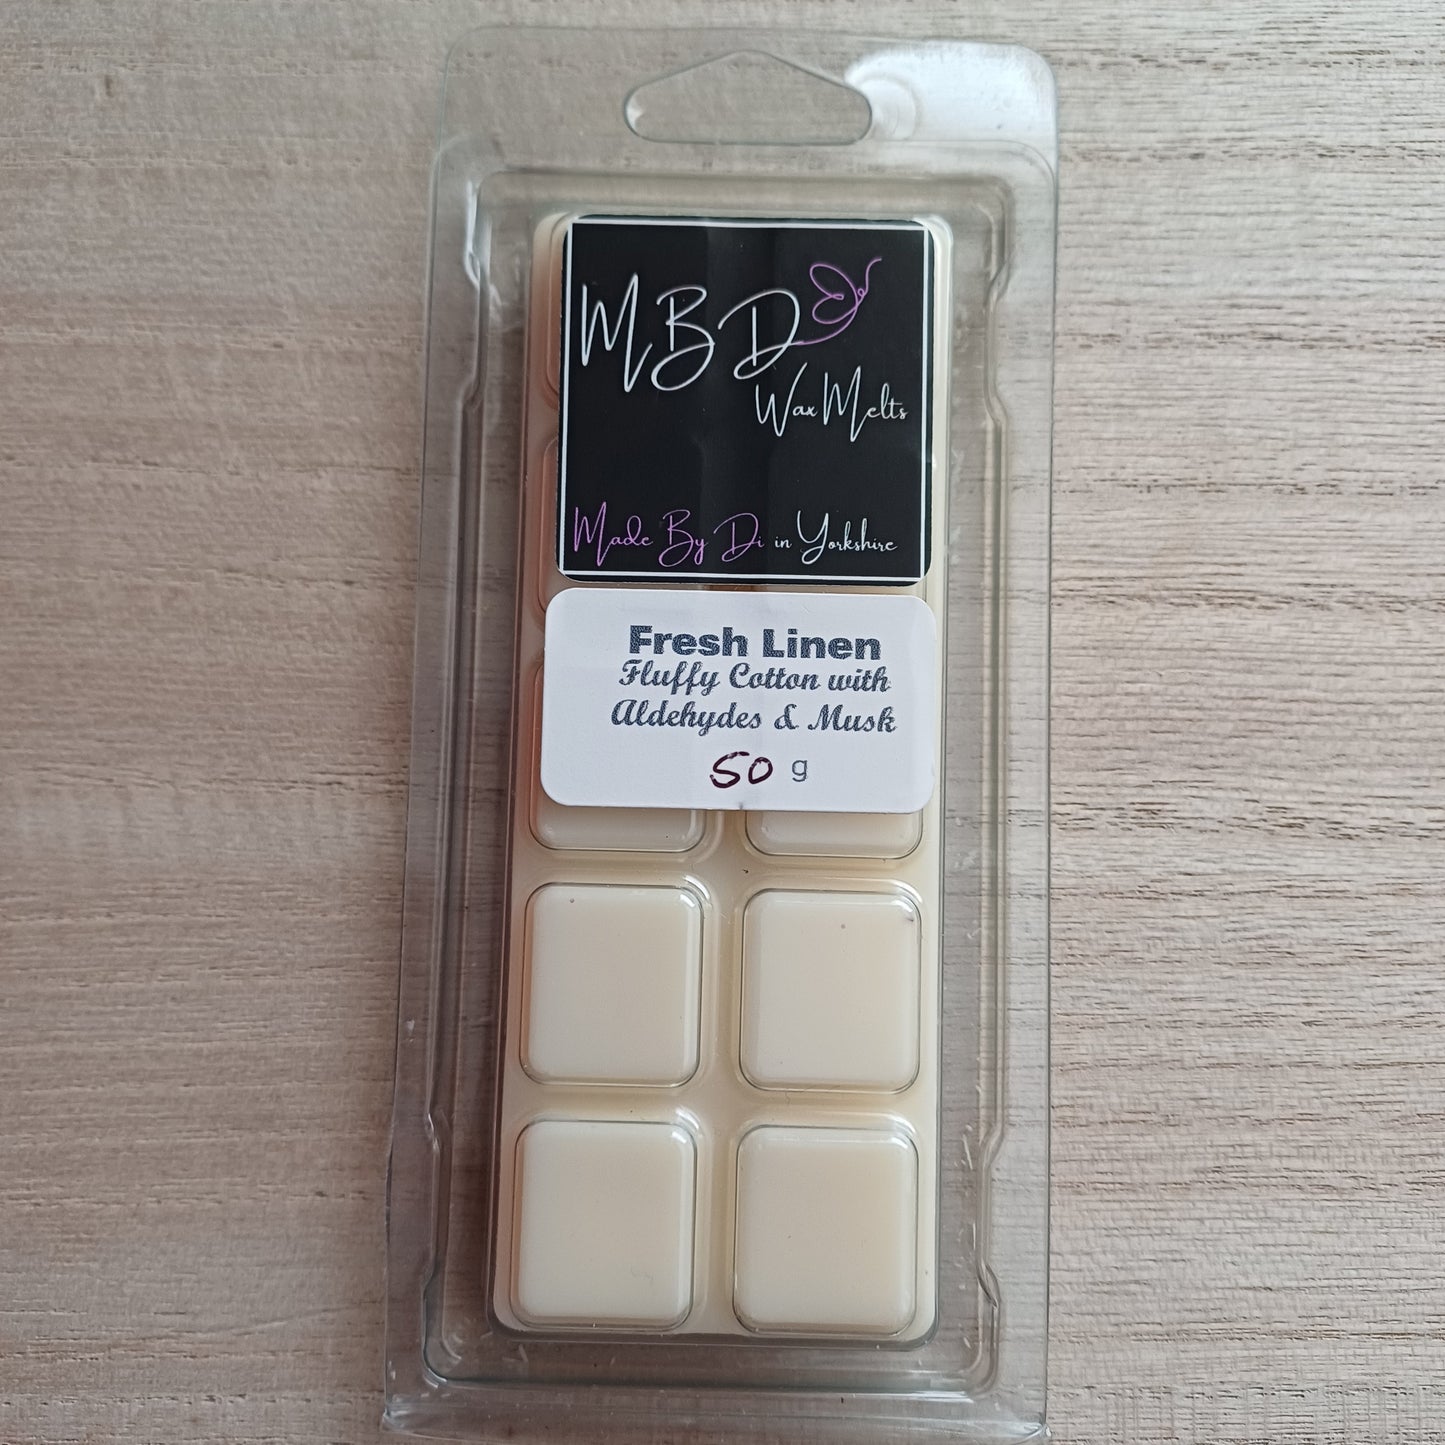 MBD
Wax Melts
Made By Di in Yorkshire
Fresh Linen
Fluffy Cotton with
Aldehydes & Musk
50 g